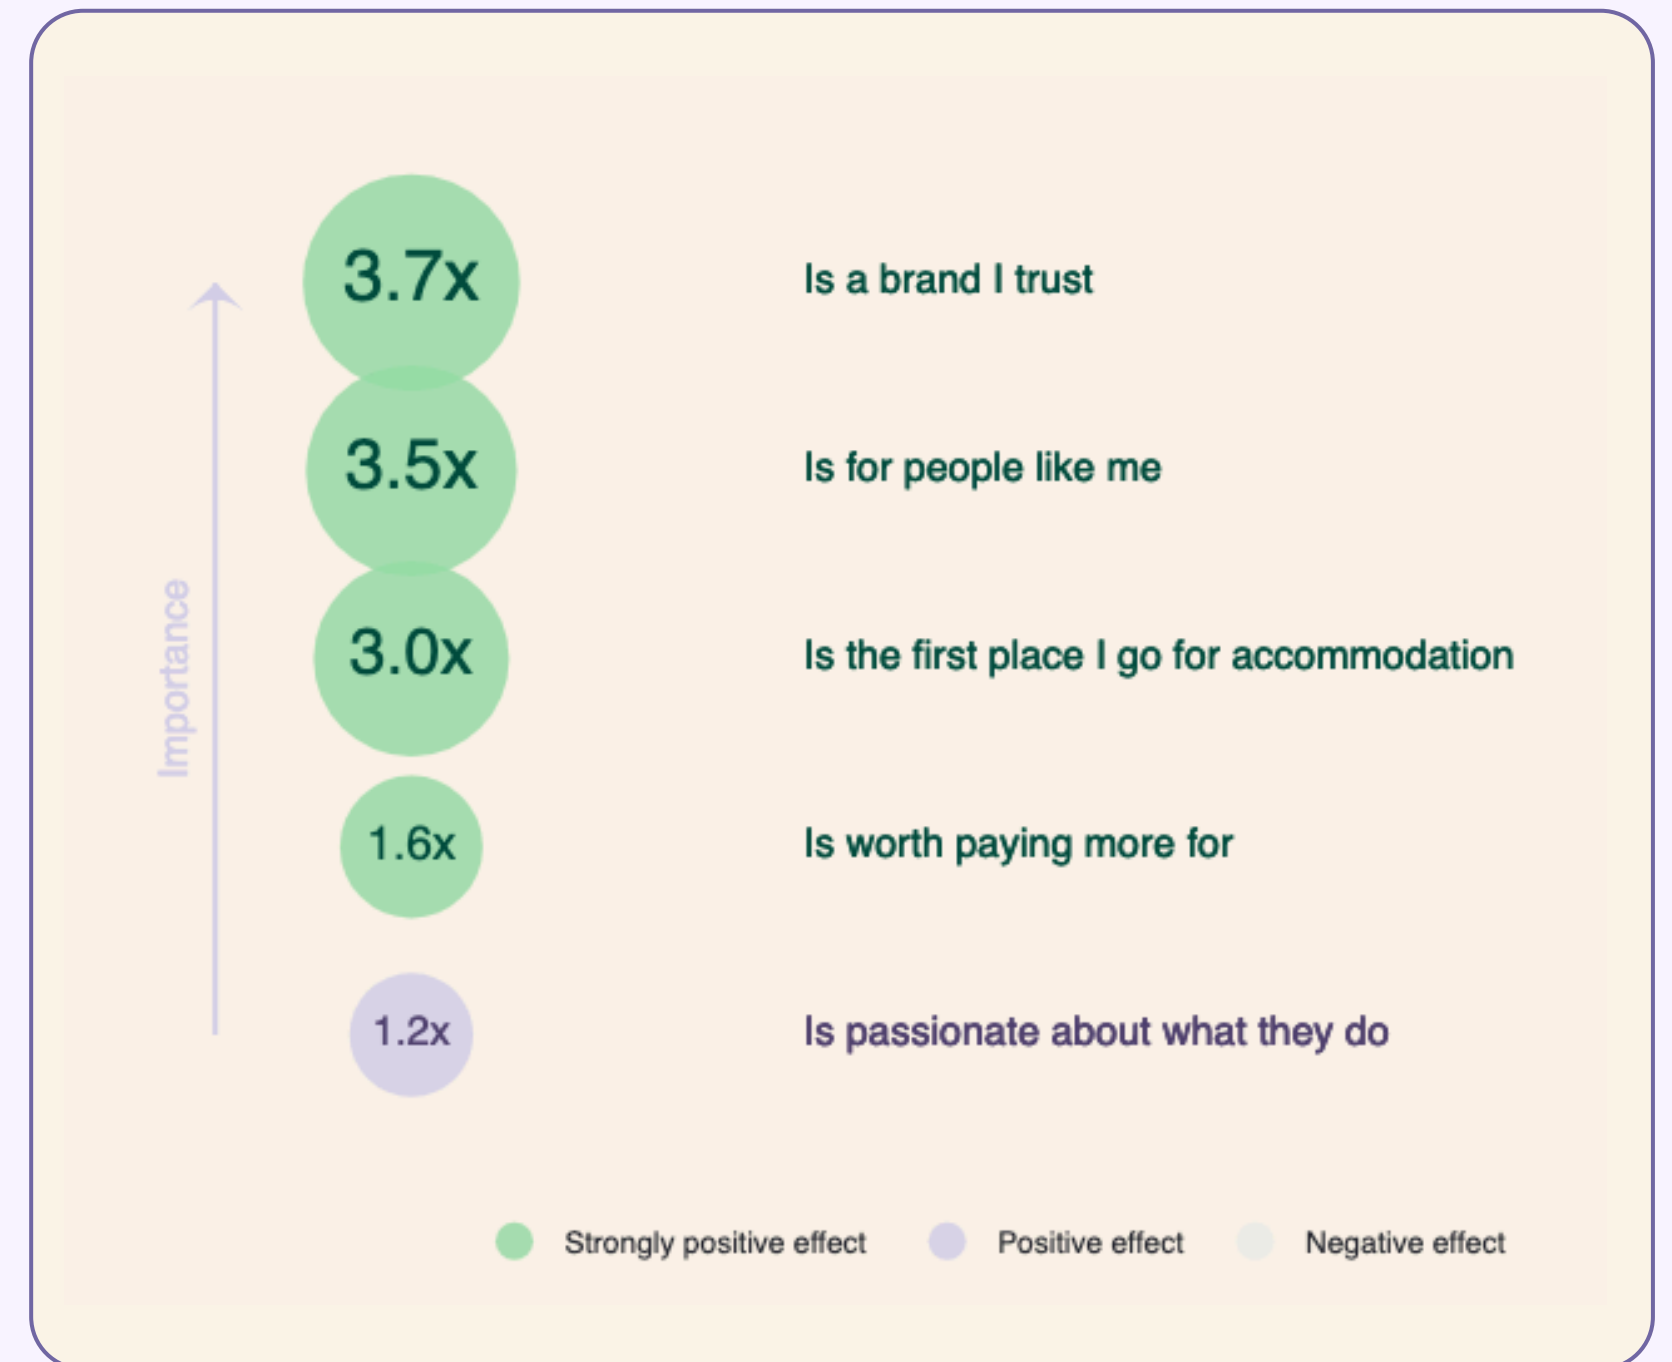 3.7x Is a brand I trust
3.5x Is for people like me
3.0x Is the first place I go for accommodation
1.6x Is worth paying more for
1.2x Is passionate about what they do
Importance
Strongly positive effect Positive effect Negative effect